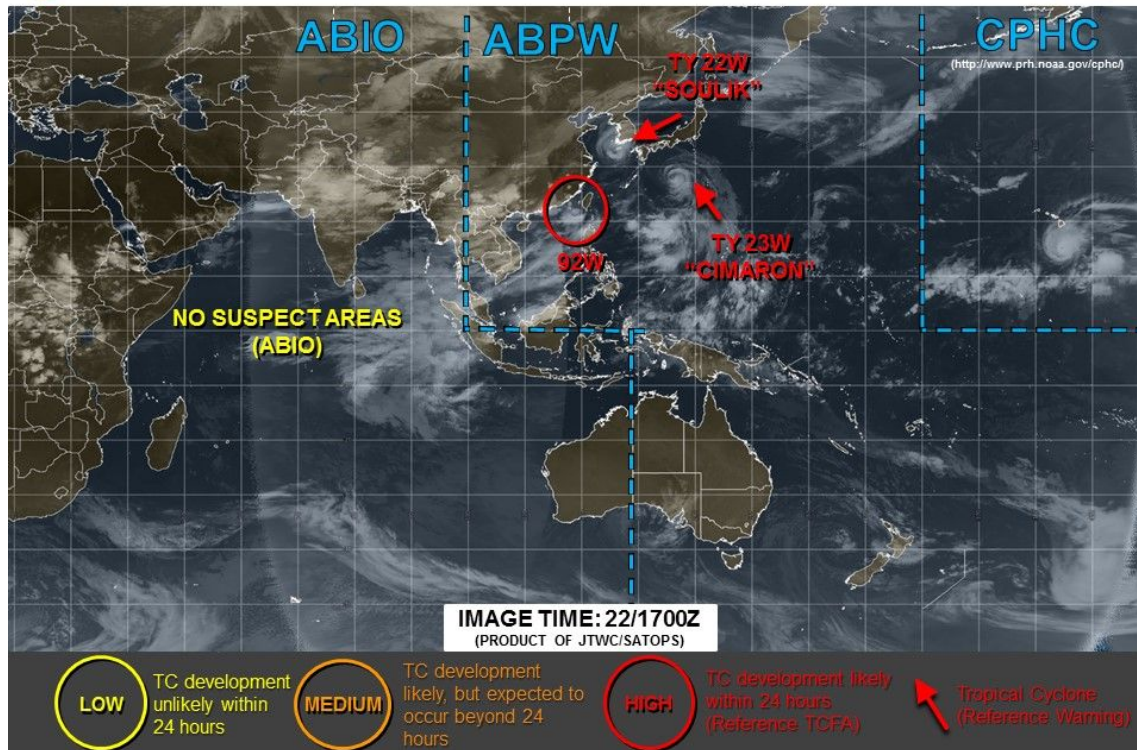 ABIO
ABPW
CPHC
(http://www.prh.noaa.gov/cphc/)
TY 22W
"SOULIK"
92W
TY 23W
"CIMARON"
NO SUSPECT AREAS
(ABIO)
IMAGE TIME: 22/1700Z
(PRODUCT OF JTWC/SATOPS)
LOW
TC development
unlikely within
24 hours
MEDIUM
TC development
likely, but expected to
occur beyond 24
hours
HIGH
TC development likely
within 24 hours
(Reference TCFA)
Tropical Cyclone
(Reference Warning)